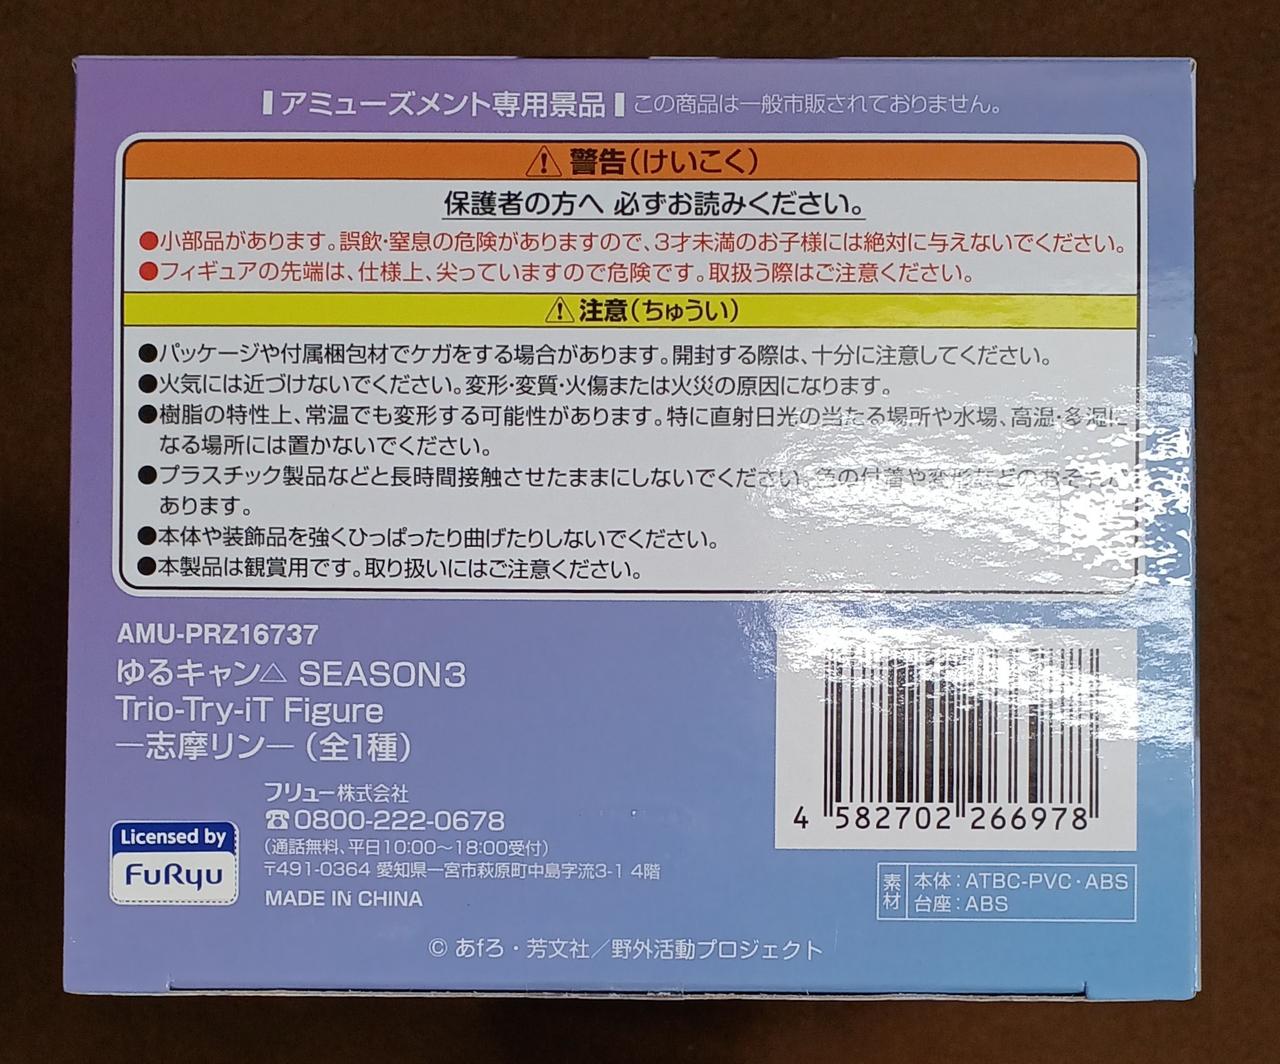 アミューズメント専用景品 この商品は一般市販されておりません。
⚠警告(けいこく)
保護者の方へ 必ずお読みください。
●小部品があります。誤飲・窒息の危険がありますので、3才未満のお子様には絶対に与えないでください。
●フィギュアの先端は、仕様上、尖っていますので危険です。取扱う際はご注意ください。
⚠注意(ちゅうい)
●パッケージや付属梱包材でケガをする場合があります。開封する際は、十分に注意してください。
●火気には近づけないでください。変形・変質・火傷または火災の原因になります。
●樹脂の特性上、常温でも変形する可能性があります。特に直射日光の当たる場所や水場、高温・多湿に
なる場所には置かないでください。
●プラスチック製品などと長時間接触させたままにしないでください。色の付着や変形などのおそれが
あります。
●本体や装飾品を強くひっぱったり曲げたりしないでください。
●本製品は観賞用です。取り扱いにはご注意ください。
AMU-PRZ16737
ゆるキャン△ SEASON3
Trio-Try-iT Figure
―志摩リン― (全1種)
フリュー株式会社
☎0800-222-0678
(通話無料、平日10:00〜18:00受付)
〒491-0364 愛知県一宮市萩原町中島字流3-1 4階
MADE IN CHINA
Licensed by
FuRyu
4 582702 266978
素材
本体:ATBC-PVC・ABS
台座:ABS
© あfろ・芳文社/野外活動プロジェクト